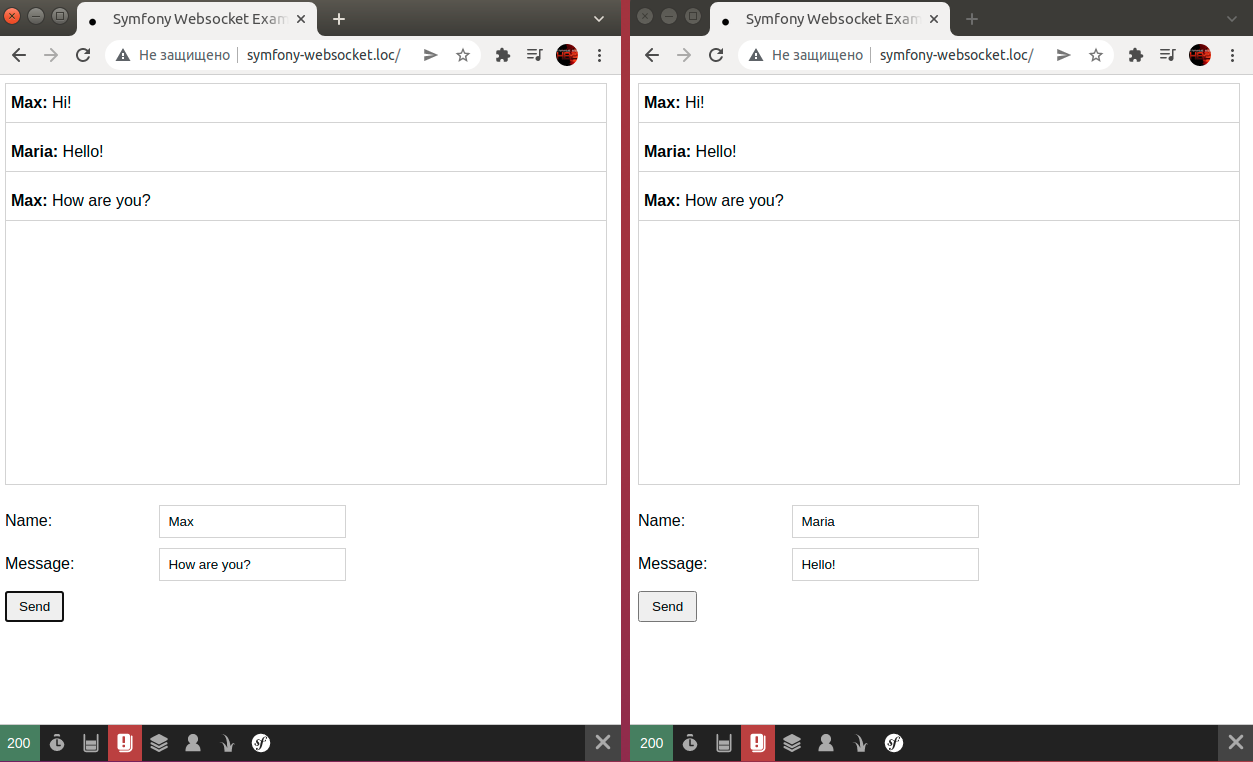 Symfony Websocket Exam
Не защищено symfony-websocket.loc/
Max: Hi!
Maria: Hello!
Max: How are you?
Name: Max
Message: How are you?
Send
200
sf
Symfony Websocket Exam
Не защищено symfony-websocket.loc/
Max: Hi!
Maria: Hello!
Max: How are you?
Name: Maria
Message: Hello!
Send
200
sf